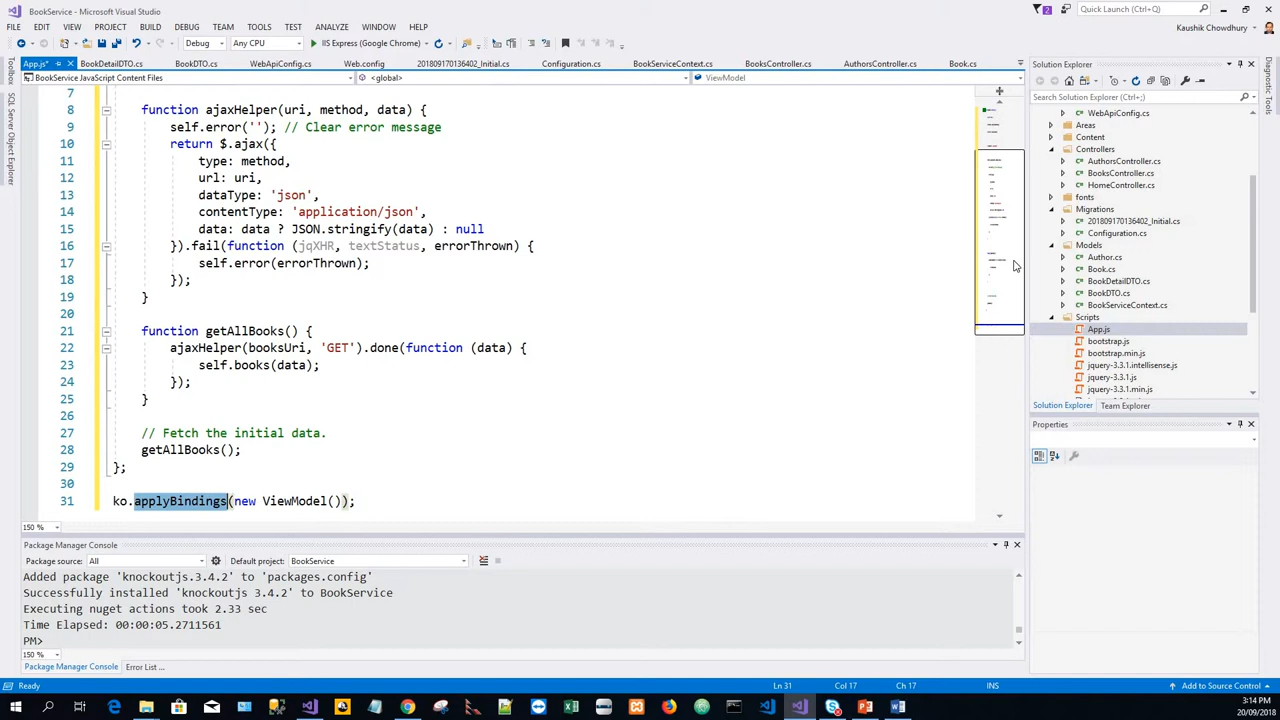 BookService - Microsoft Visual Studio
2
Quick Launch (Ctrl+Q)
FILE EDIT VIEW PROJECT BUILD DEBUG TEAM TOOLS TEST ANALYZE WINDOW HELP
Kaushik Chowdhury
Debug Any CPU IIS Express (Google Chrome)
App.js* BookDetailDTO.cs BookDTO.cs WebApiConfig.cs Web.config 201809170136402_Initial.cs Configuration.cs BookServiceContext.cs BooksController.cs AuthorsController.cs Book.cs
BookService JavaScript Content Files <global> ViewModel
Toolbox
SQL Server Object Explorer
7
8 function ajaxHelper(uri, method, data) {
9 self.error(''); // Clear error message
10 return $.ajax({
11 type: method,
12 url: uri,
13 dataType: 'json',
14 contentType: 'application/json',
15 data: data ? JSON.stringify(data) : null
16 }).fail(function (jqXHR, textStatus, errorThrown) {
17 self.error(errorThrown);
18 });
19 }
20
21 function getAllBooks() {
22 ajaxHelper(booksUri, 'GET').done(function (data) {
23 self.books(data);
24 });
25 }
26
27 // Fetch the initial data.
28 getAllBooks();
29 };
30
31 ko.applyBindings(new ViewModel());
150 %
Package Manager Console
Package source: All Default project: BookService
Added package 'knockoutjs.3.4.2' to 'packages.config'
Successfully installed 'knockoutjs 3.4.2' to BookService
Executing nuget actions took 2.33 sec
Time Elapsed: 00:00:05.2711561
PM>
150 %
Package Manager Console Error List ...
Solution Explorer
Search Solution Explorer (Ctrl+;)
WebApiConfig.cs
Areas
Content
Controllers
AuthorsController.cs
BooksController.cs
HomeController.cs
fonts
Migrations
201809170136402_Initial.cs
Configuration.cs
Models
Author.cs
Book.cs
BookDetailDTO.cs
BookDTO.cs
BookServiceContext.cs
Scripts
App.js
bootstrap.js
bootstrap.min.js
jquery-3.3.1.intellisense.js
jquery-3.3.1.js
jquery-3.3.1.min.js
Solution Explorer Team Explorer
Properties
Diagnostic Tools
Ready Ln 31 Col 17 Ch 17 INS Add to Source Control
3:14 PM
20/09/2018